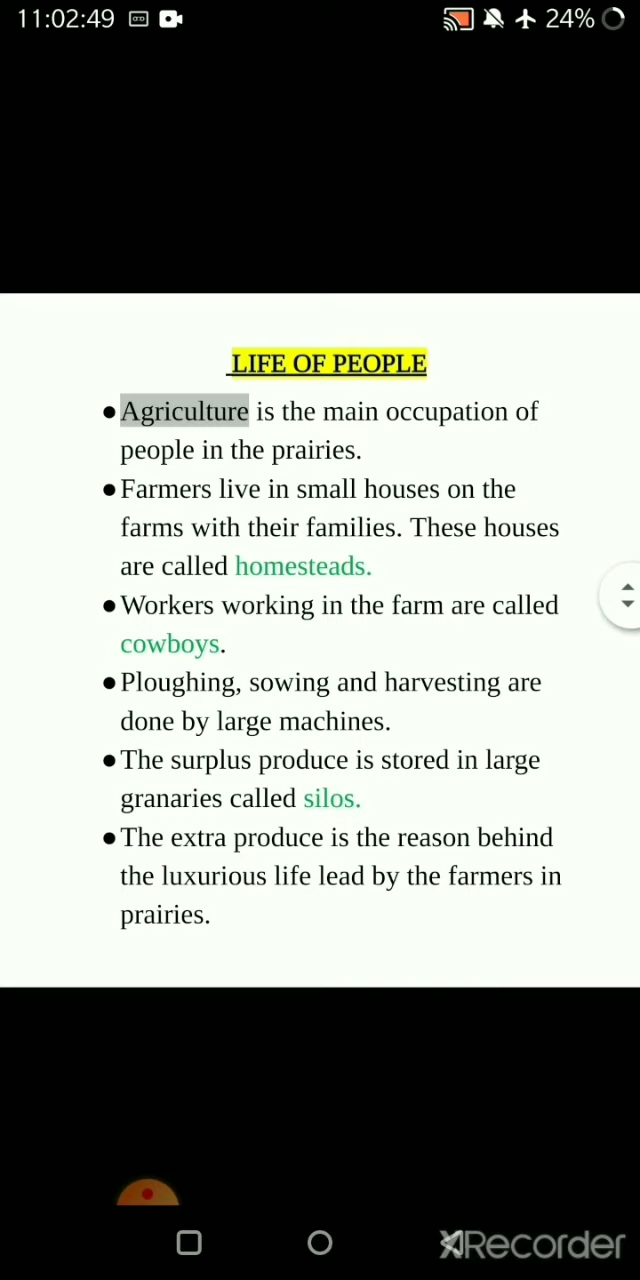 11:02:49
24%
LIFE OF PEOPLE
●Agriculture is the main occupation of
people in the prairies.
●Farmers live in small houses on the
farms with their families. These houses
are called homesteads.
●Workers working in the farm are called
cowboys.
●Ploughing, sowing and harvesting are
done by large machines.
●The surplus produce is stored in large
granaries called silos.
●The extra produce is the reason behind
the luxurious life lead by the farmers in
prairies.
XRecorder